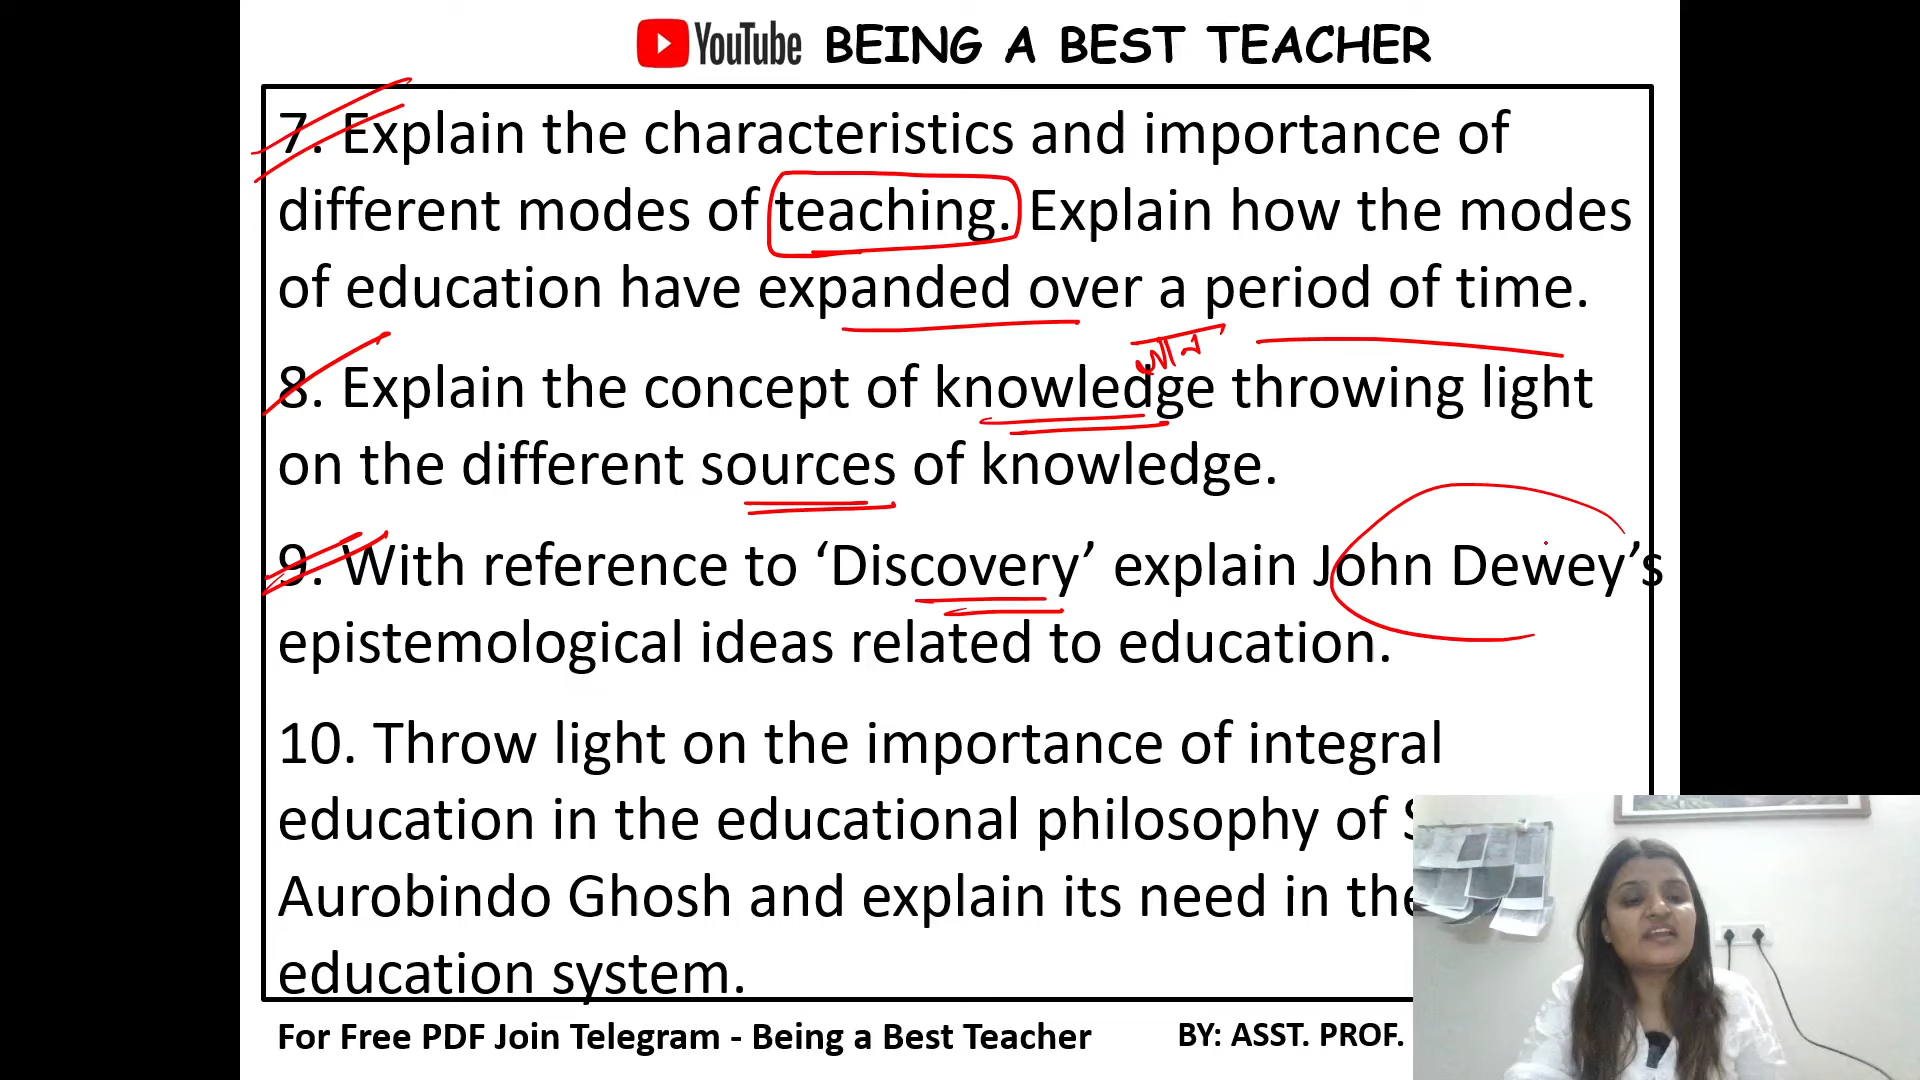 YouTube BEING A BEST TEACHER
7. Explain the characteristics and importance of
different modes of teaching. Explain how the modes
of education have expanded over a period of time.
8. Explain the concept of knowledge throwing light
on the different sources of knowledge.
9. With reference to ‘Discovery’ explain John Dewey’s
epistemological ideas related to education.
10. Throw light on the importance of integral
education in the educational philosophy of S
Aurobindo Ghosh and explain its need in the
education system.
For Free PDF Join Telegram - Being a Best Teacher
BY: ASST. PROF.